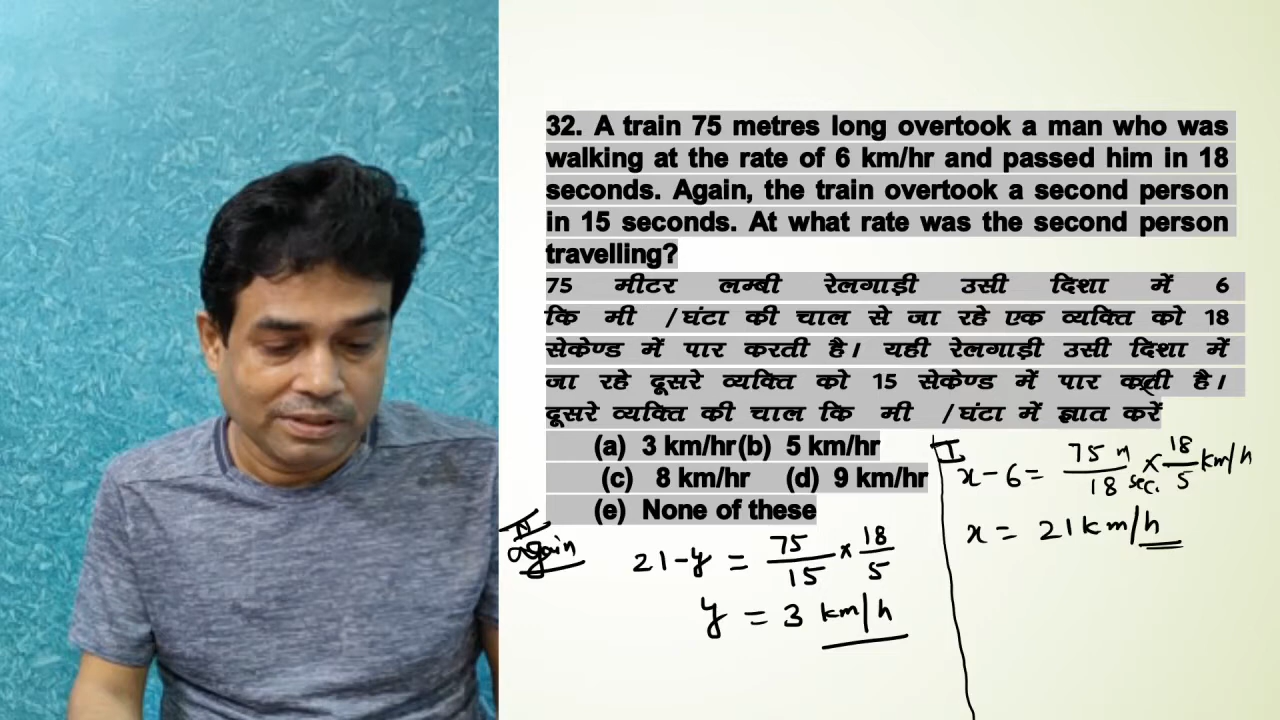 32. A train 75 metres long overtook a man who was
walking at the rate of 6 km/hr and passed him in 18
seconds. Again, the train overtook a second person
in 15 seconds. At what rate was the second person
travelling?
75 मीटर लम्बी रेलगाड़ी उसी दिशा में 6
कि मी /घंटा की चाल से जा रहे एक व्यक्ति को 18
सेकेण्ड में पार करती है। यही रेलगाड़ी उसी दिशा में
जा रहे दूसरे व्यक्ति को 15 सेकेण्ड में पार करती है।
दूसरे व्यक्ति की चाल कि मी /घंटा में ज्ञात करें
(a) 3 km/hr (b) 5 km/hr
(c) 8 km/hr (d) 9 km/hr
(e) None of these
I
x - 6 = 75 m / 18 sec. × 18/5 km/h
x = 21 km/h
II
again
21 - y = 75/15 × 18/5
y = 3 km/h